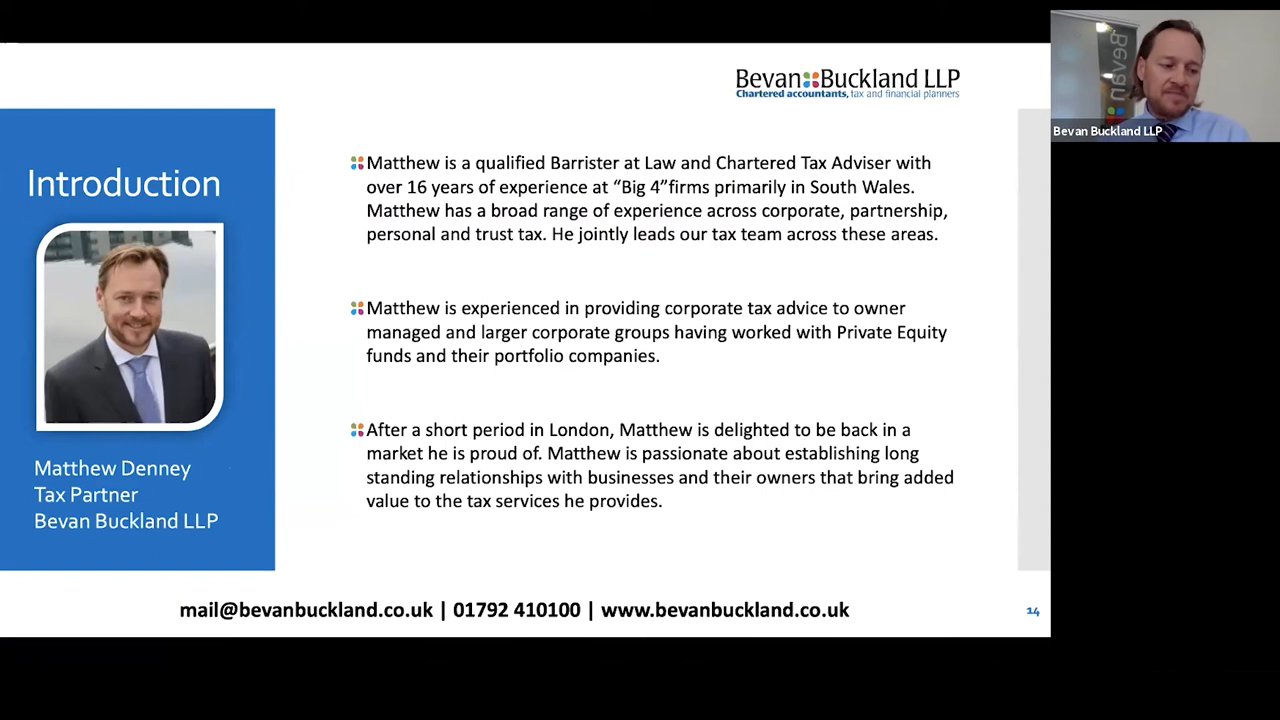 Bevan Buckland LLP
Chartered accountants, tax and financial planners
Bevan
Bevan Buckland LLP
Introduction
Matthew is a qualified Barrister at Law and Chartered Tax Adviser with
over 16 years of experience at “Big 4”firms primarily in South Wales.
Matthew has a broad range of experience across corporate, partnership,
personal and trust tax. He jointly leads our tax team across these areas.
Matthew is experienced in providing corporate tax advice to owner
managed and larger corporate groups having worked with Private Equity
funds and their portfolio companies.
After a short period in London, Matthew is delighted to be back in a
market he is proud of. Matthew is passionate about establishing long
standing relationships with businesses and their owners that bring added
value to the tax services he provides.
Matthew Denney
Tax Partner
Bevan Buckland LLP
mail@bevanbuckland.co.uk | 01792 410100 | www.bevanbuckland.co.uk
14